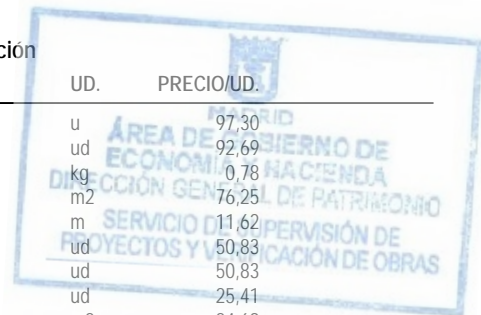 ción
UD. PRECIO/UD.
MADRID
u 97,30
ÁREA DE GOBIERNO DE
ud 92,69
ECONOMÍA Y HACIENDA
kg 0,78
DIRECCIÓN GENERAL DE PATRIMONIO
m2 76,25
m 11,62
SERVICIO DE SUPERVISIÓN DE
ud 50,83
PROYECTOS Y VERIFICACIÓN DE OBRAS
ud 50,83
ud 25,41